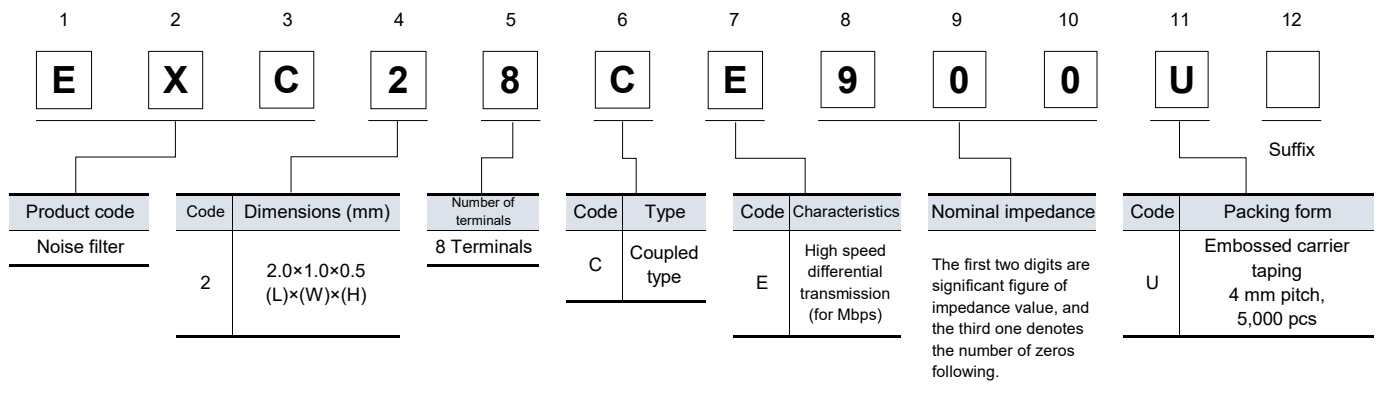 1 2 3 4 5 6 7 8 9 10 11 12
E X C 2 8 C E 9 0 0 U
Suffix
Product code
Noise filter
Code Dimensions (mm)
2
2.0×1.0×0.5
(L)×(W)×(H)
Number of
terminals
8 Terminals
Code Type
C
Coupled
type
Code Characteristics
E
High speed
differential
transmission
(for Mbps)
Nominal impedance
The first two digits are
significant figure of
impedance value, and
the third one denotes
the number of zeros
following.
Code Packing form
U
Embossed carrier
taping
4 mm pitch,
5,000 pcs